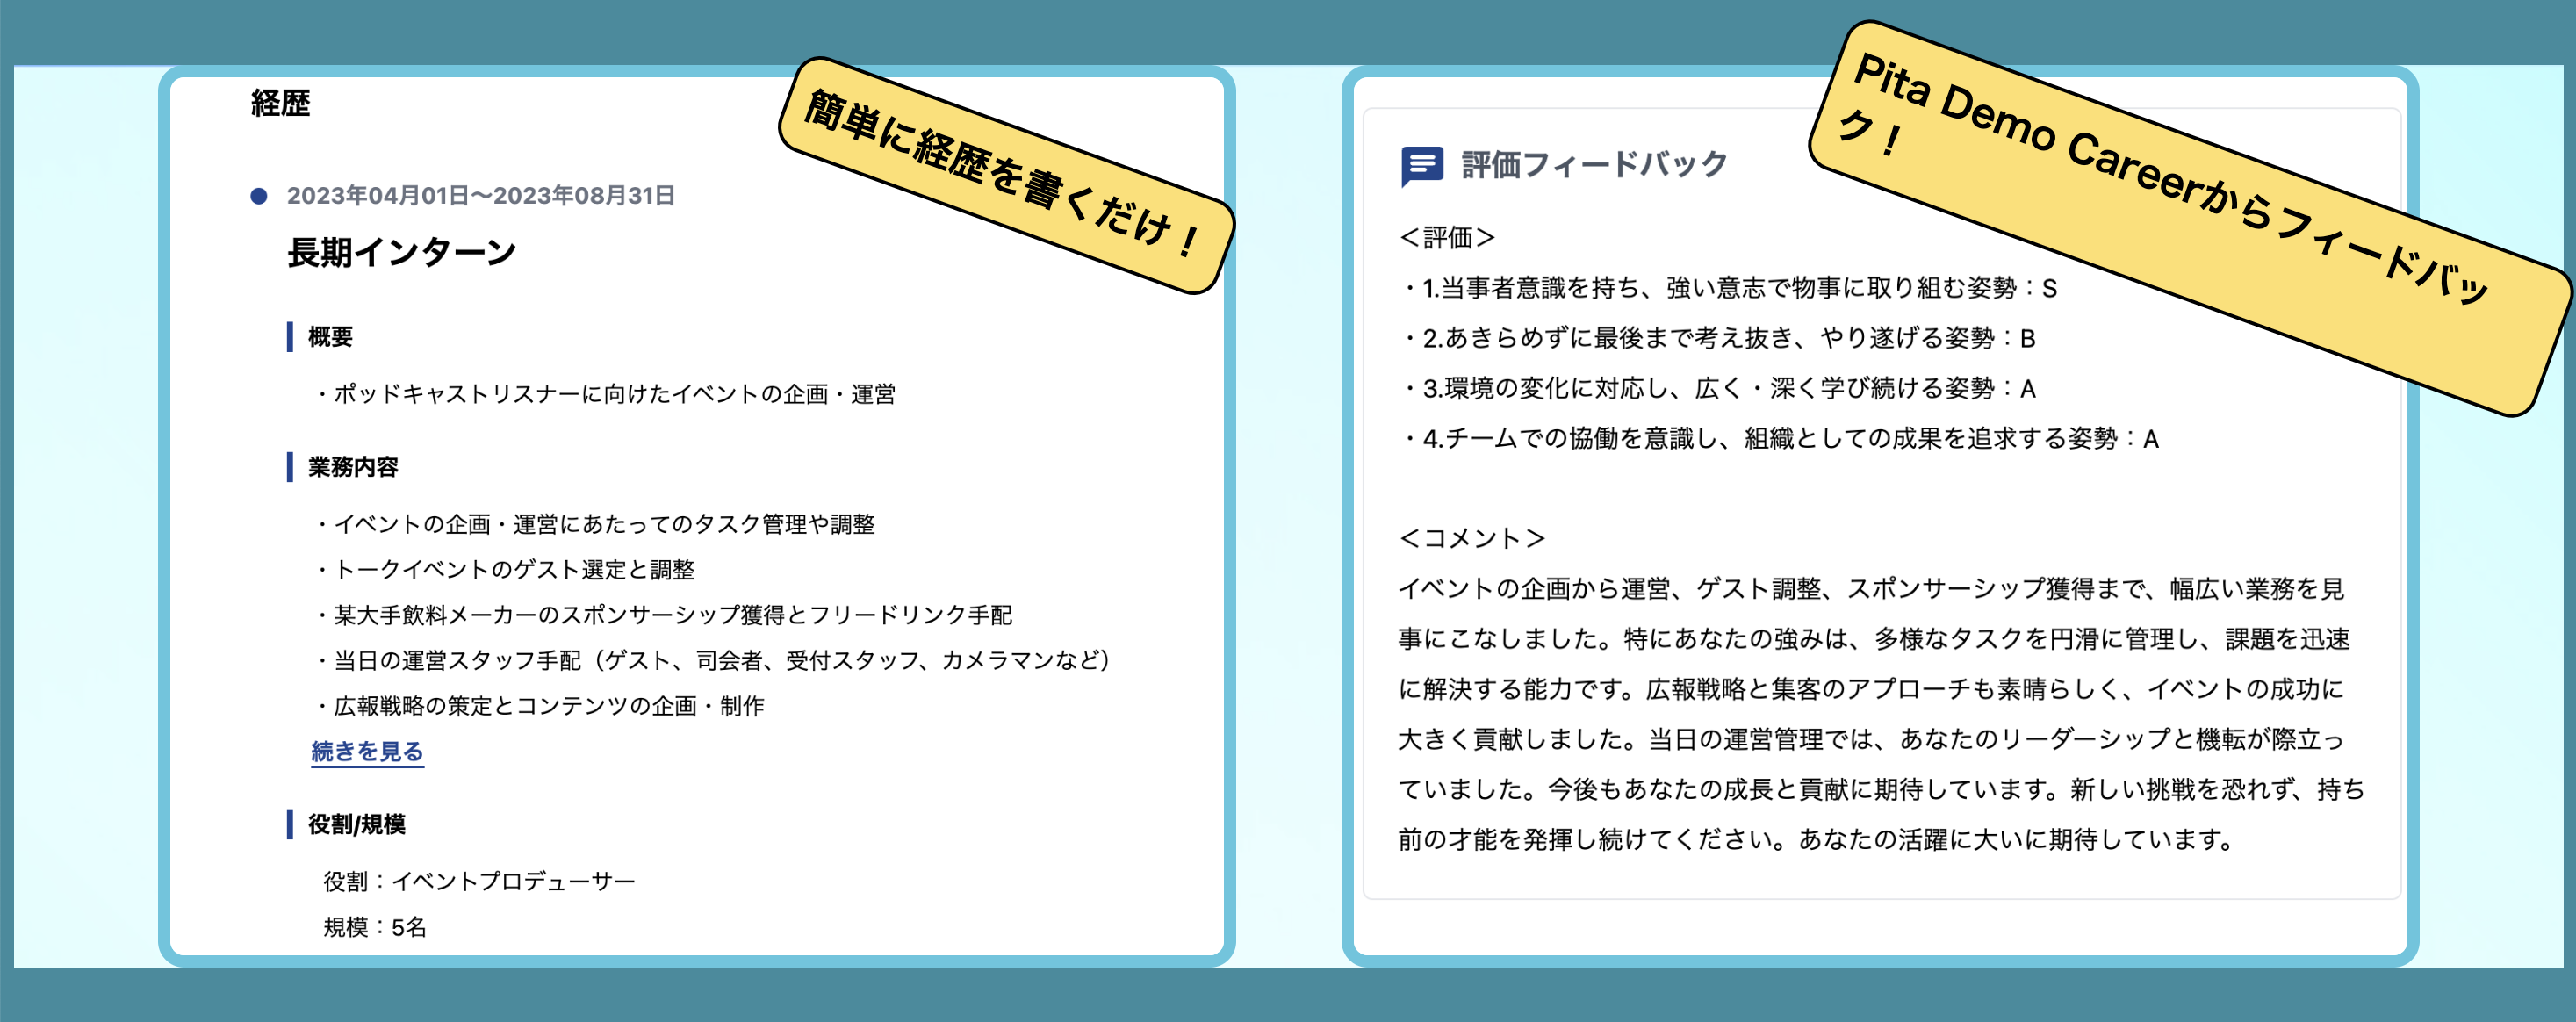 経歴
簡単に経歴を書くだけ！
2023年04月01日〜2023年08月31日
長期インターン
概要
・ポッドキャストリスナーに向けたイベントの企画・運営
業務内容
・イベントの企画・運営にあたってのタスク管理や調整
・トークイベントのゲスト選定と調整
・某大手飲料メーカーのスポンサーシップ獲得とフリードリンク手配
・当日の運営スタッフ手配（ゲスト、司会者、受付スタッフ、カメラマンなど）
・広報戦略の策定とコンテンツの企画・制作
続きを見る
役割/規模
役割：イベントプロデューサー
規模：5名
Pita Demo Careerからフィードバッ
ク！
評価フィードバック
＜評価＞
・1.当事者意識を持ち、強い意志で物事に取り組む姿勢：S
・2.あきらめずに最後まで考え抜き、やり遂げる姿勢：B
・3.環境の変化に対応し、広く・深く学び続ける姿勢：A
・4.チームでの協働を意識し、組織としての成果を追求する姿勢：A
＜コメント＞
イベントの企画から運営、ゲスト調整、スポンサーシップ獲得まで、幅広い業務を見
事にこなしました。特にあなたの強みは、多様なタスクを円滑に管理し、課題を迅速
に解決する能力です。広報戦略と集客のアプローチも素晴らしく、イベントの成功に
大きく貢献しました。当日の運営管理では、あなたのリーダーシップと機転が際立っ
ていました。今後もあなたの成長と貢献に期待しています。新しい挑戦を恐れず、持ち
前の才能を発揮し続けてください。あなたの活躍に大いに期待しています。